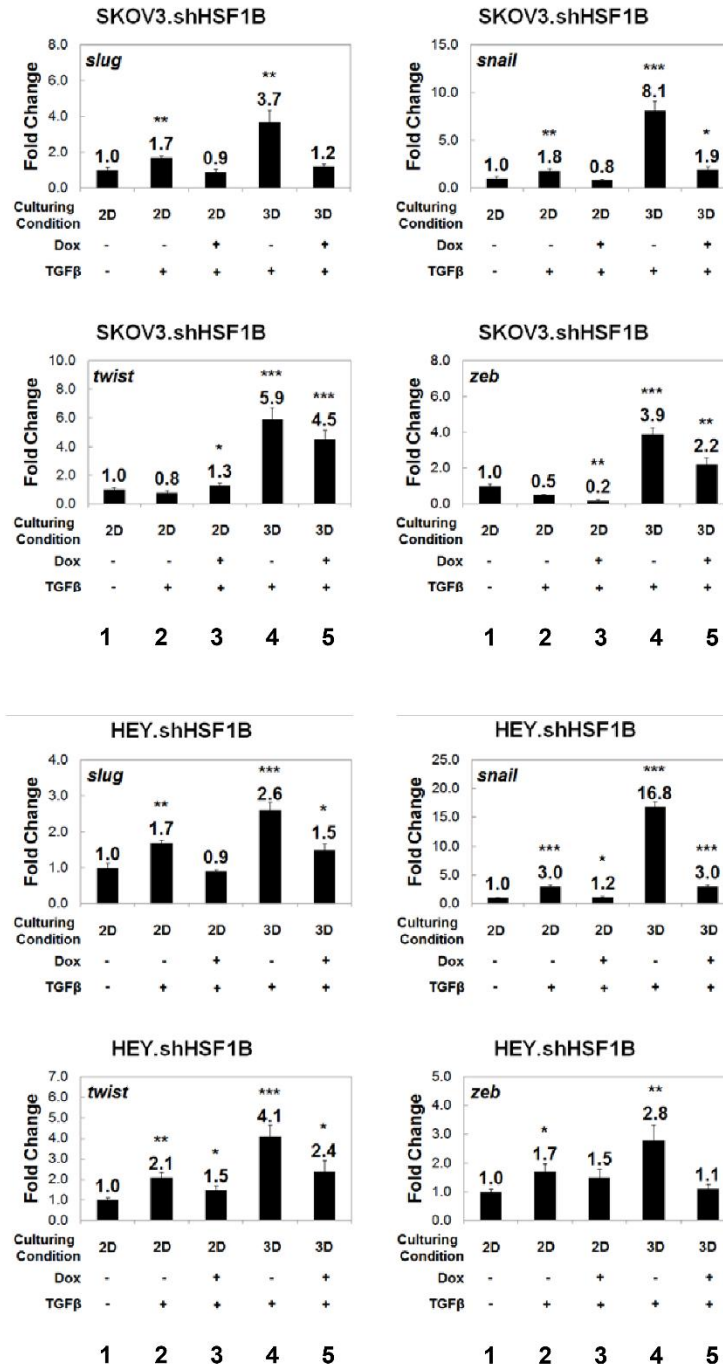 SKOV3.shHSF1B
slug
Fold Change
8.0
6.0
4.0
2.0
0.0
1.0
**
1.7
0.9
**
3.7
1.2
Culturing Condition 2D 2D 2D 3D 3D
Dox - - + - +
TGFβ - + + + +
SKOV3.shHSF1B
snail
Fold Change
15.0
10.0
5.0
0.0
1.0
**
1.8
0.8
***
8.1
*
1.9
Culturing Condition 2D 2D 2D 3D 3D
Dox - - + - +
TGFβ - + + + +
SKOV3.shHSF1B
twist
Fold Change
10.0
8.0
6.0
4.0
2.0
0.0
1.0
0.8
*
1.3
***
5.9
***
4.5
Culturing Condition 2D 2D 2D 3D 3D
Dox - - + - +
TGFβ - + + + +
1 2 3 4 5
SKOV3.shHSF1B
zeb
Fold Change
8.0
6.0
4.0
2.0
0.0
1.0
0.5
**
0.2
***
3.9
**
2.2
Culturing Condition 2D 2D 2D 3D 3D
Dox - - + - +
TGFβ - + + + +
1 2 3 4 5
HEY.shHSF1B
slug
Fold Change
4.0
3.0
2.0
1.0
0.0
1.0
**
1.7
0.9
***
2.6
*
1.5
Culturing Condition 2D 2D 2D 3D 3D
Dox - - + - +
TGFβ - + + + +
HEY.shHSF1B
snail
Fold Change
25.0
20.0
15.0
10.0
5.0
0.0
1.0
***
3.0
*
1.2
***
16.8
***
3.0
Culturing Condition 2D 2D 2D 3D 3D
Dox - - + - +
TGFβ - + + + +
HEY.shHSF1B
twist
Fold Change
7.0
6.0
5.0
4.0
3.0
2.0
1.0
0.0
1.0
**
2.1
*
1.5
***
4.1
*
2.4
Culturing Condition 2D 2D 2D 3D 3D
Dox - - + - +
TGFβ - + + + +
1 2 3 4 5
HEY.shHSF1B
zeb
Fold Change
5.0
4.0
3.0
2.0
1.0
0.0
1.0
*
1.7
1.5
**
2.8
1.1
Culturing Condition 2D 2D 2D 3D 3D
Dox - - + - +
TGFβ - + + + +
1 2 3 4 5